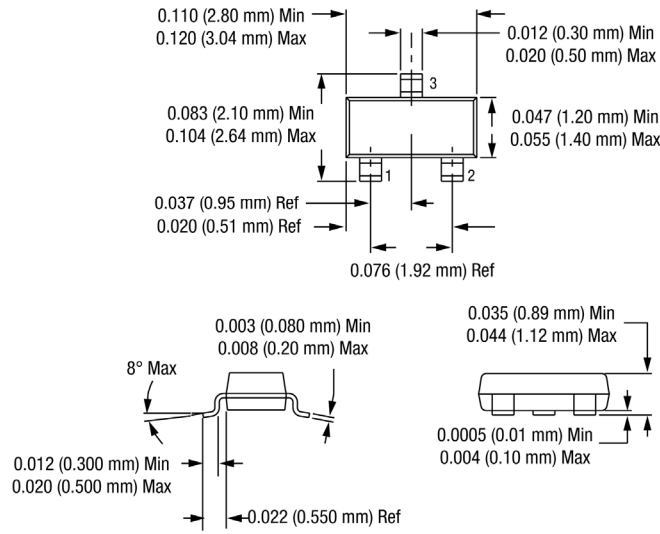 0.110 (2.80 mm) Min
0.120 (3.04 mm) Max
0.012 (0.30 mm) Min
0.020 (0.50 mm) Max
3
0.083 (2.10 mm) Min
0.104 (2.64 mm) Max
0.047 (1.20 mm) Min
0.055 (1.40 mm) Max
1
2
0.037 (0.95 mm) Ref
0.020 (0.51 mm) Ref
0.076 (1.92 mm) Ref
0.035 (0.89 mm) Min
0.044 (1.12 mm) Max
0.003 (0.080 mm) Min
0.008 (0.20 mm) Max
8° Max
0.0005 (0.01 mm) Min
0.004 (0.10 mm) Max
0.012 (0.300 mm) Min
0.020 (0.500 mm) Max
0.022 (0.550 mm) Ref